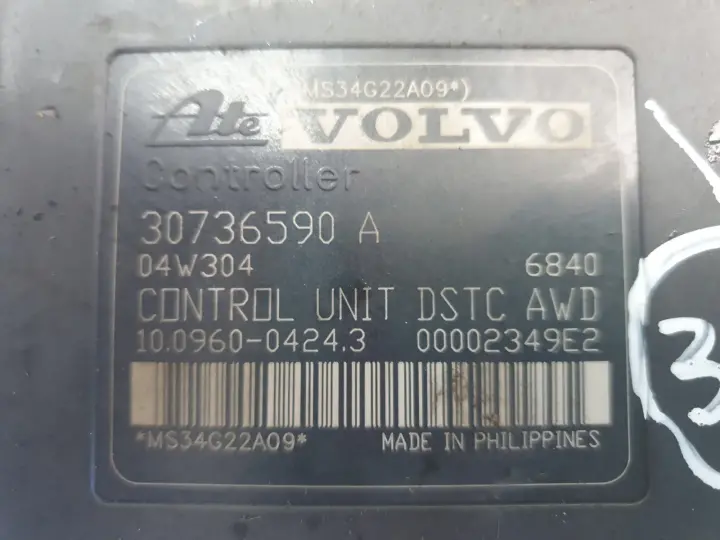 MS34G22A09*)
Ate VOLVO
Controller
30736590 A
04W304 6840
CONTROL UNIT DSTC AWD
10.0960-0424.3 00002349E2
*MS34G22A09* MADE IN PHILIPPINES
3